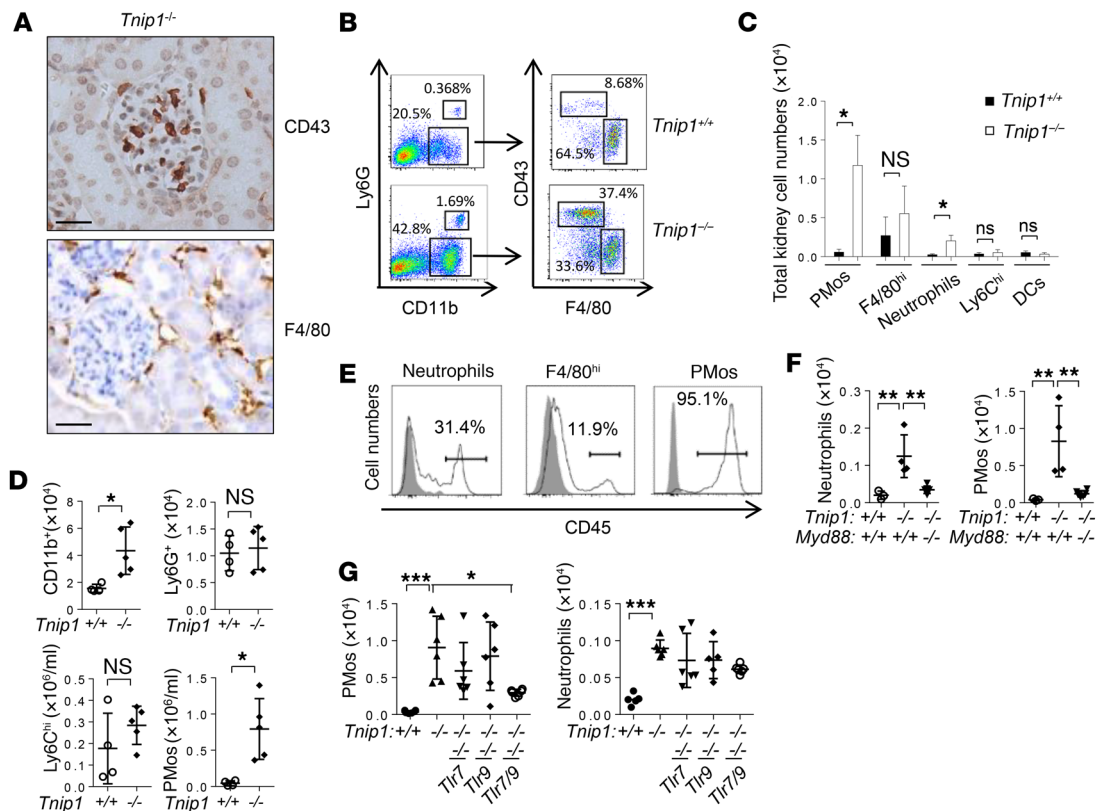 A
Tnip1-/-
CD43
F4/80
B
Ly6G
0.368%
20.5%
1.69%
42.8%
CD11b
CD43
8.68%
64.5%
Tnip1+/+
37.4%
33.6%
Tnip1–/–
F4/80
C
Total kidney cell numbers (×10⁴)
2.0
1.5
1.0
0.5
0.0
*
NS
*
ns
ns
Tnip1+/+
Tnip1–/–
PMos
F4/80hi
Neutrophils
Ly6Chi
DCs
D
CD11b+(×10⁴)
8
6
4
2
0
*
Tnip1 +/+ -/-
Ly6G+ (×10⁴)
2.0
1.5
1.0
0.5
0.0
NS
Tnip1 +/+ -/-
Ly6Chi (×10⁶/ml)
0.5
0.4
0.3
0.2
0.1
0.0
NS
Tnip1 +/+ -/-
PMos (×10⁶/ml)
1.5
1.0
0.5
0.0
*
Tnip1 +/+ -/-
E
Neutrophils
F4/80hi
PMos
Cell numbers
31.4%
11.9%
95.1%
CD45
F
Neutrophils (×10⁴)
0.3
0.2
0.1
0.0
** **
Tnip1: +/+ -/- -/-
Myd88: +/+ +/+ -/-
PMos (×10⁴)
1.5
1.0
0.5
0.0
** **
Tnip1: +/+ -/- -/-
Myd88: +/+ +/+ -/-
G
PMos (×10⁴)
1.5
1.0
0.5
0.0
*** *
Tnip1: +/+ -/- -/- -/- -/-
-/- -/- -/-
Tlr7 Tlr9 Tlr7/9
Neutrophils (×10⁴)
0.15
0.10
0.05
0.00
***
Tnip1: +/+ -/- -/- -/- -/-
-/- -/- -/-
Tlr7 Tlr9 Tlr7/9